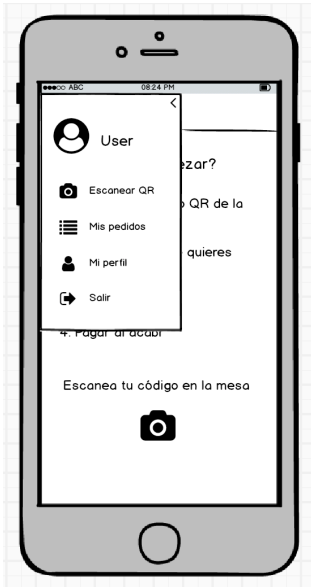 ABC 08:24 PM
<
User
ezar?
Escanear QR
QR de la
Mis pedidos
quieres
Mi perfil
Salir
4. Pagar al acabar
Escanea tu código en la mesa